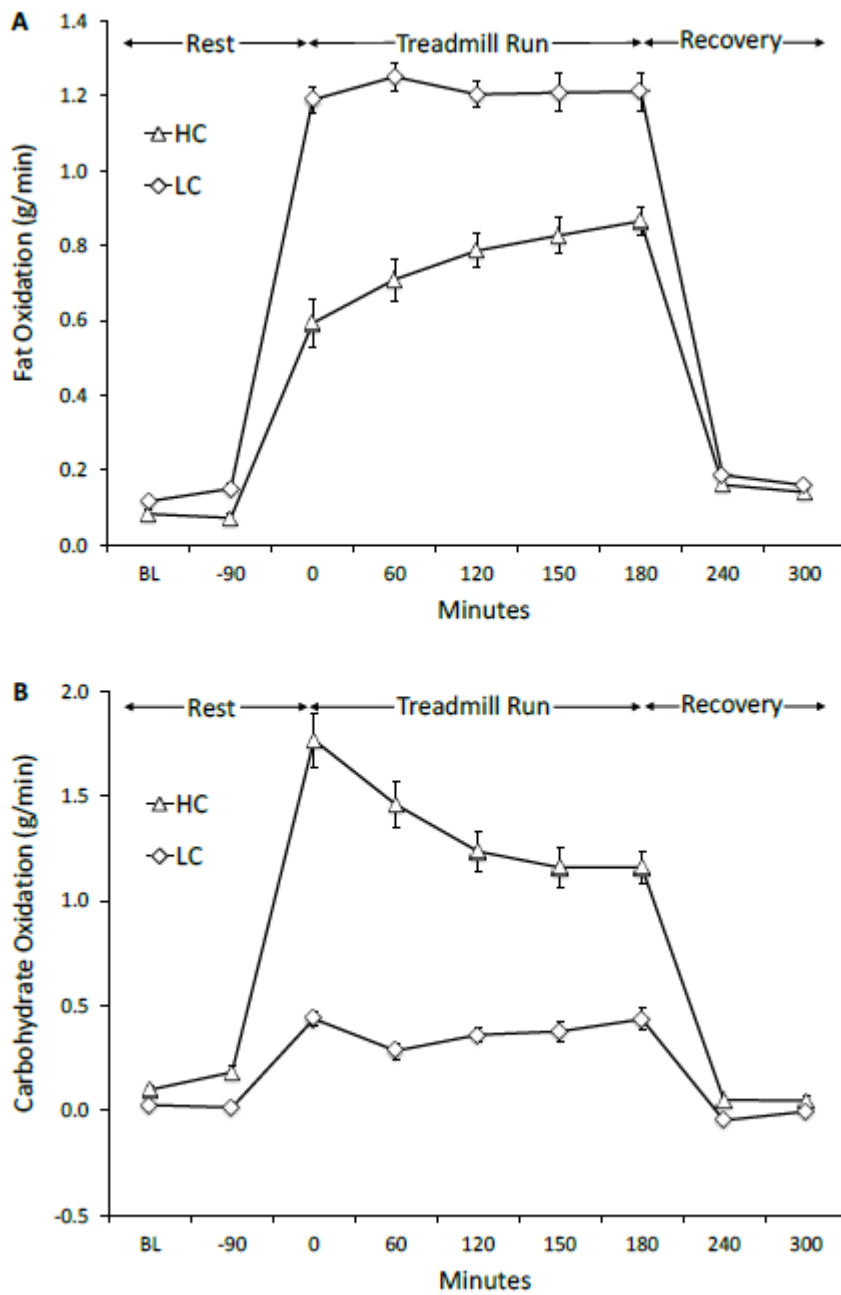 A
Rest
Treadmill Run
Recovery
1.4
1.2
1.0
0.8
0.6
0.4
0.2
0.0
Fat Oxidation (g/min)
HC
LC
BL -90 0 60 120 150 180 240 300
Minutes
B
Rest
Treadmill Run
Recovery
2.0
1.5
1.0
0.5
0.0
-0.5
Carbohydrate Oxidation (g/min)
HC
LC
BL -90 0 60 120 150 180 240 300
Minutes